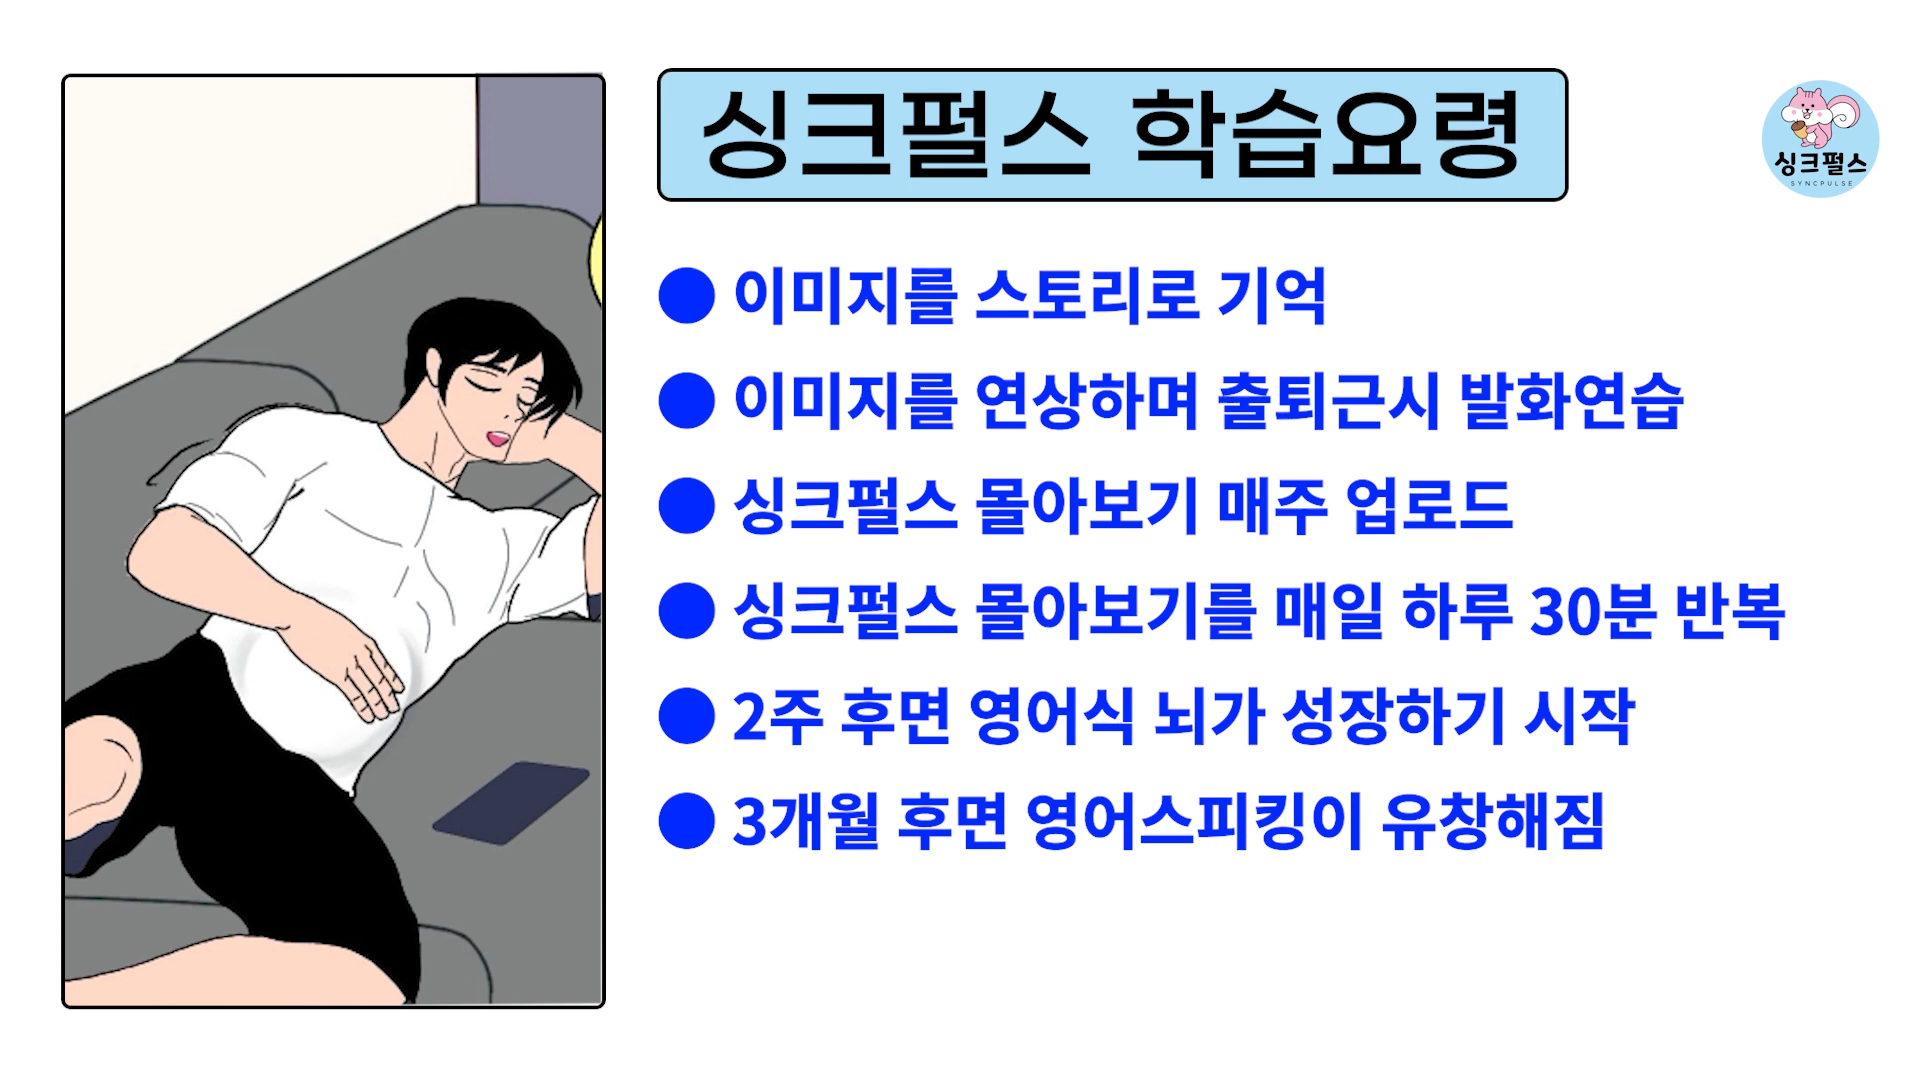 싱크펄스 학습요령
싱크펄스
SYNCPULSE
● 이미지를 스토리로 기억
● 이미지를 연상하며 출퇴근시 발화연습
● 싱크펄스 몰아보기 매주 업로드
● 싱크펄스 몰아보기를 매일 하루 30분 반복
● 2주 후면 영어식 뇌가 성장하기 시작
● 3개월 후면 영어스피킹이 유창해짐